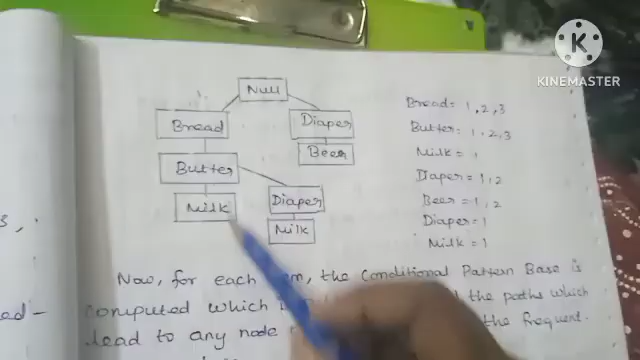 K
KINEMASTER
Null
Bread
Diaper
Butter
Beer
Milk
Diaper
Milk
Bread = 1, 2, 3
Butter = 1, 2, 3
Milk = 1
Diaper = 1, 2
Beer = 1, 2
Diaper = 1
Milk = 1
Now, for each item, the Conditional Pattern Base is
computed which the paths which
lead to any node the frequent